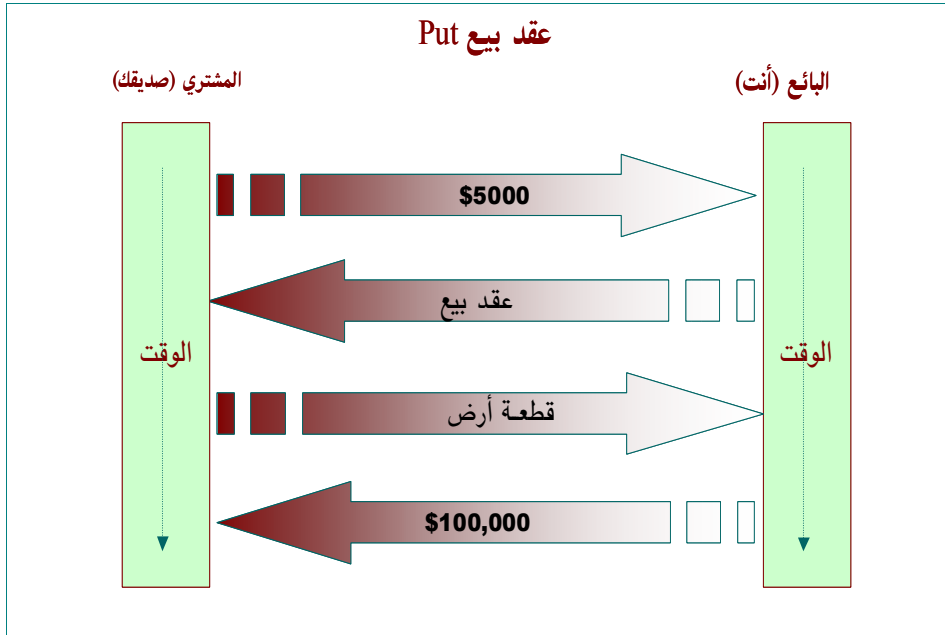 عقد بيع Put
البائع (أنت)
المشتري (صديقك)
$5000
عقد بيع
الوقت
الوقت
قطعة أرض
$100,000